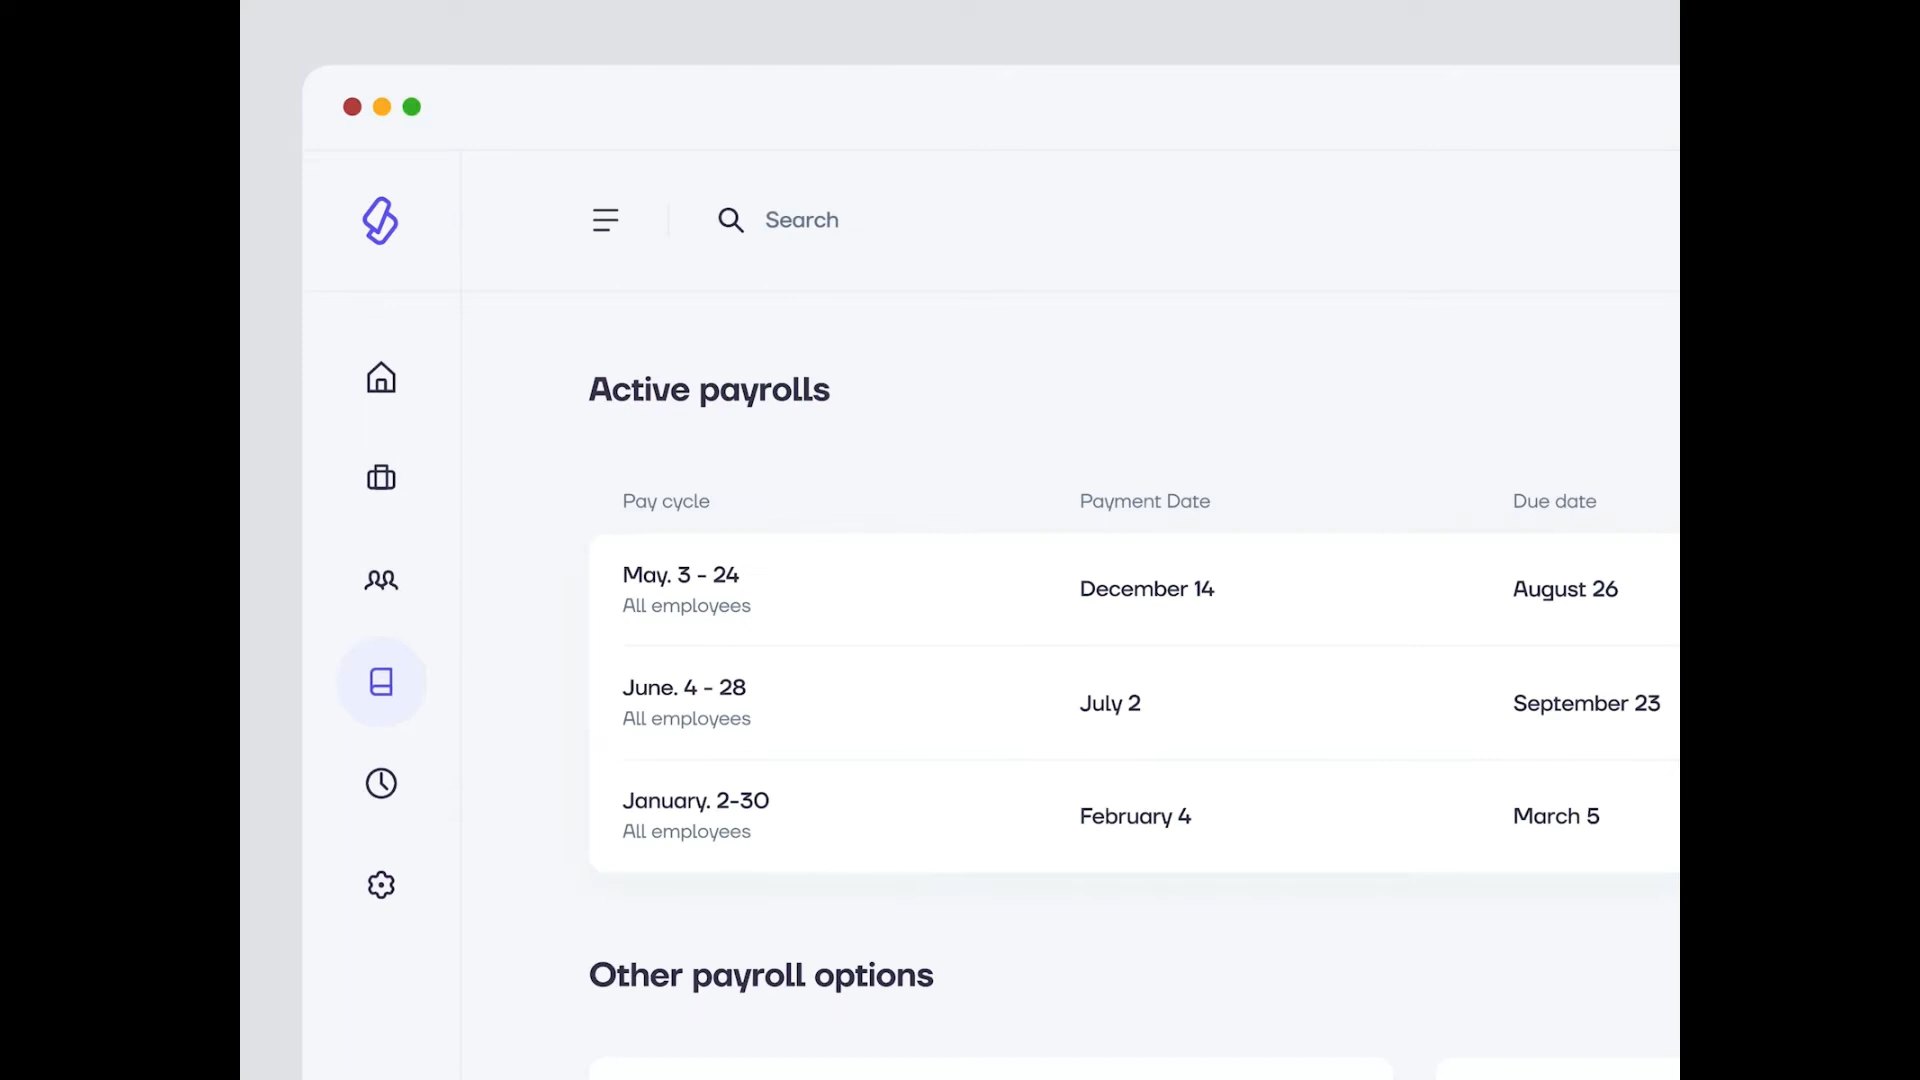 Search
Active payrolls
Pay cycle
Payment Date
Due date
May. 3 - 24
All employees
December 14
August 26
June. 4 - 28
All employees
July 2
September 23
January. 2-30
All employees
February 4
March 5
Other payroll options